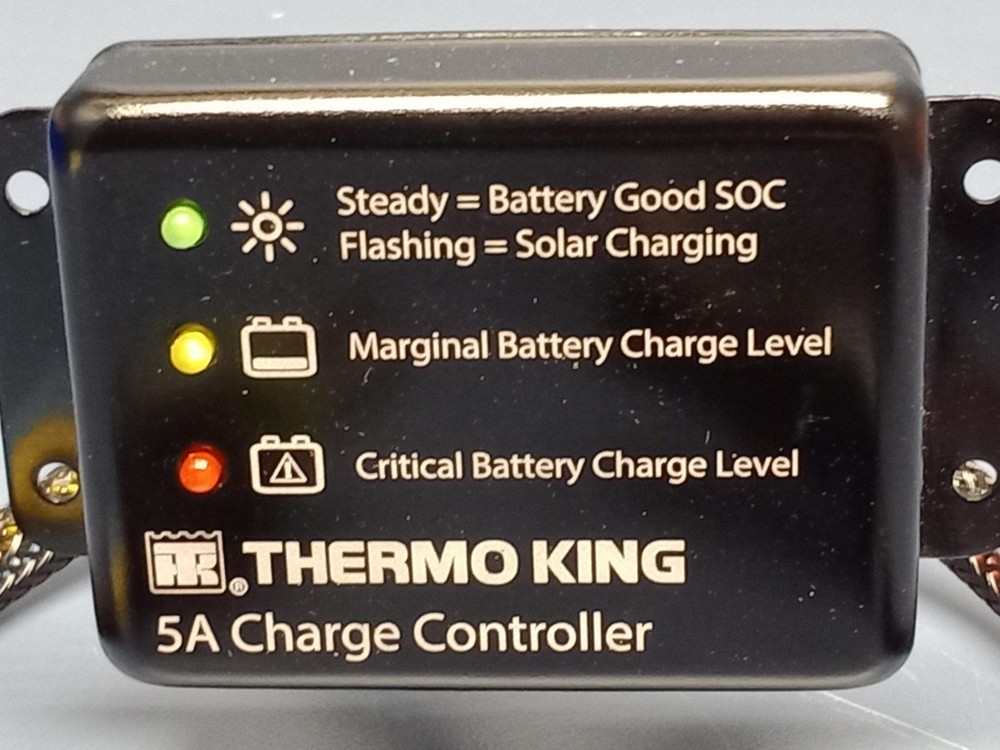 Steady = Battery Good SOC
Flashing = Solar Charging
Marginal Battery Charge Level
Critical Battery Charge Level
TK® THERMO KING
5A Charge Controller